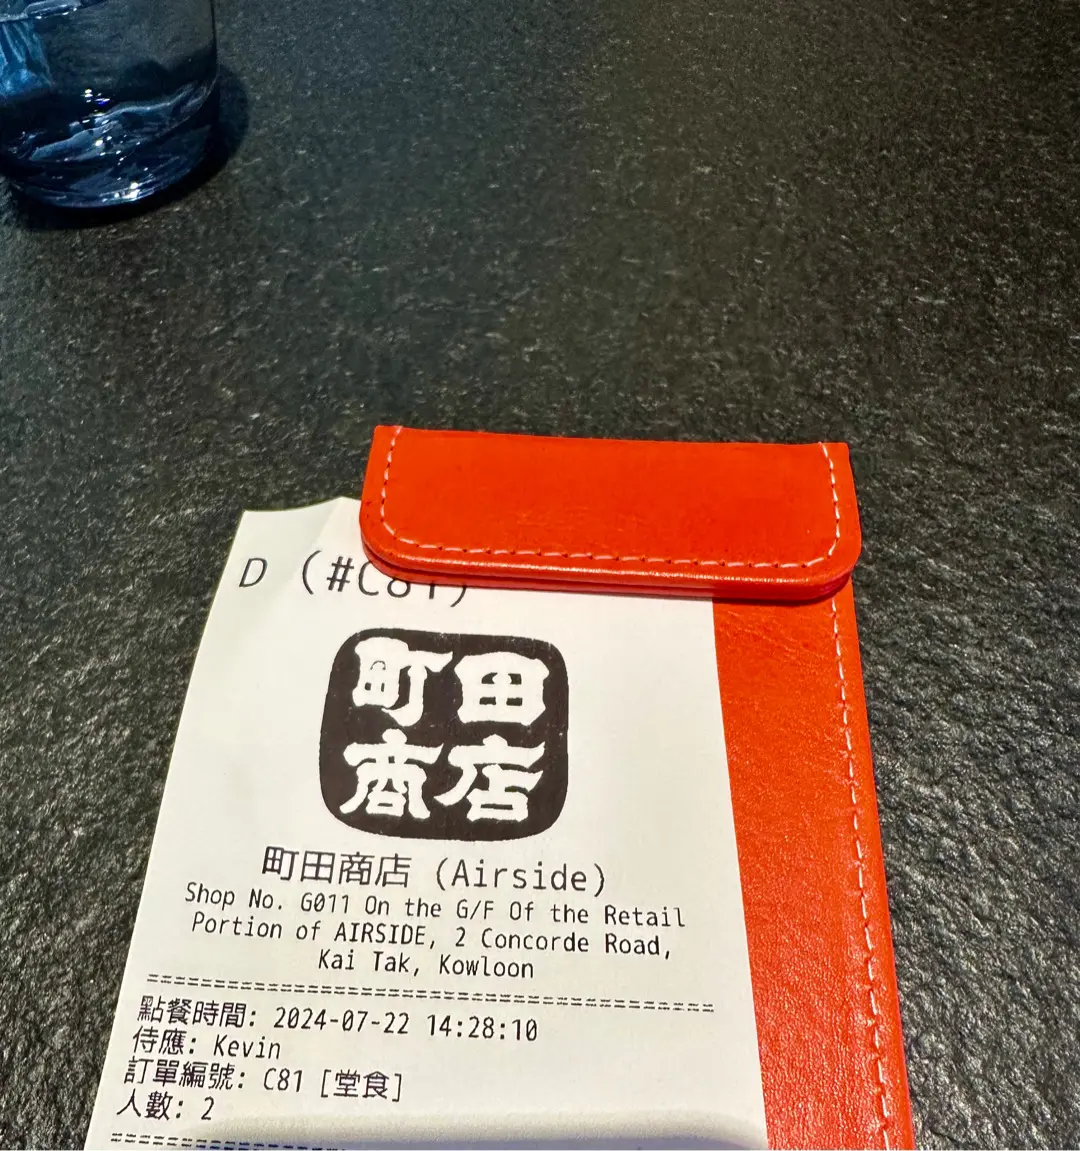 D (#C81)
町田
商店
町田商店 (Airside)
Shop No. G011 On the G/F Of the Retail
Portion of AIRSIDE, 2 Concorde Road,
Kai Tak, Kowloon
點餐時間: 2024-07-22 14:28:10
侍應: Kevin
訂單編號: C81 [堂食]
人數: 2